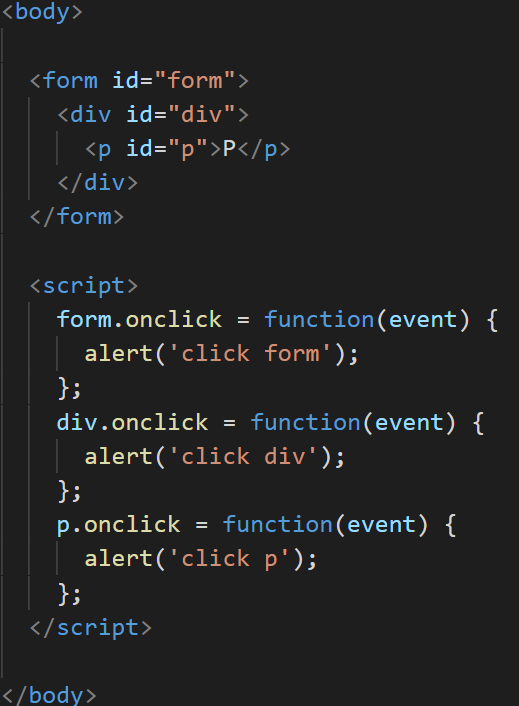 <body>
<form id="form">
<div id="div">
<p id="p">P</p>
</div>
</form>
<script>
form.onclick = function(event) {
alert('click form');
};
div.onclick = function(event) {
alert('click div');
};
p.onclick = function(event) {
alert('click p');
};
</script>
</body>